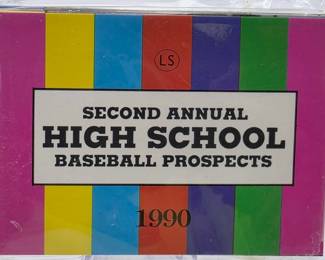 LS
SECOND ANNUAL
HIGH SCHOOL
BASEBALL PROSPECTS
1990